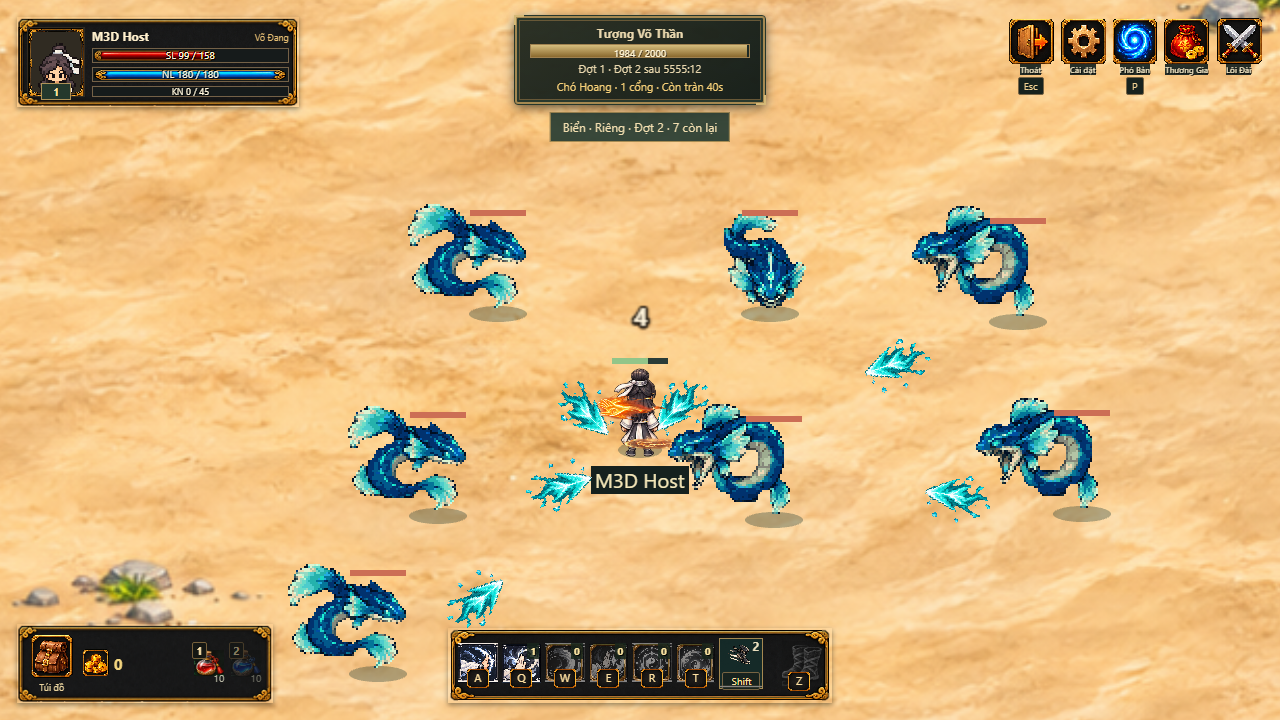 M3D Host
Võ Đang
SL 99 / 158
NL 180 / 180
KN 0 / 45
1
Tượng Võ Thần
1984 / 2000
Đợt 1 · Đợt 2 sau 5555:12
Chó Hoang · 1 cổng · Còn trận 40s
Biển · Riêng · Đợt 2 · 7 còn lại
Thoát
Cài đặt
Phó Bản
Thương Gia
Lôi Đài
Esc
P
4
M3D Host
Túi đồ
0
1
10
2
10
A
1
Q
0
W
0
E
0
R
0
T
2
Shift
Z